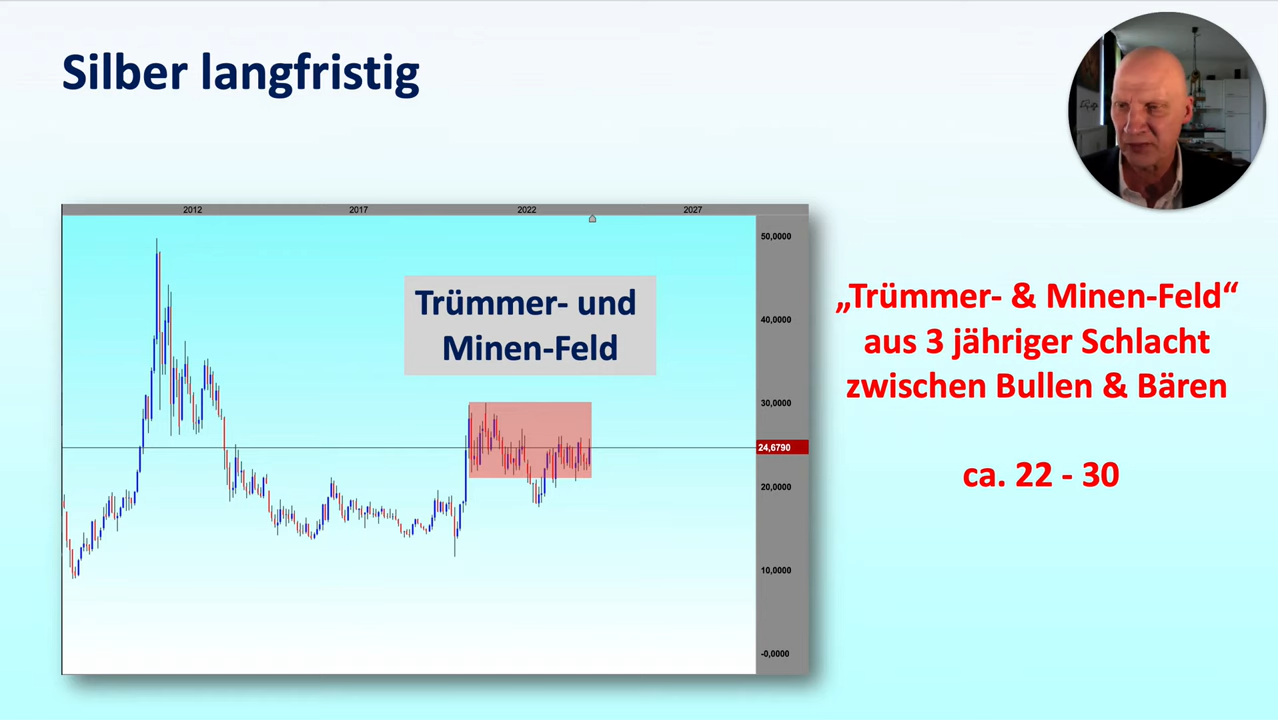 Silber langfristig
2012 2017 2022 2027
50,0000
Trümmer- und
Minen-Feld
40,0000
30,0000
24,6790
20,0000
10,0000
-0,0000
„Trümmer- & Minen-Feld“
aus 3 jähriger Schlacht
zwischen Bullen & Bären
ca. 22 - 30